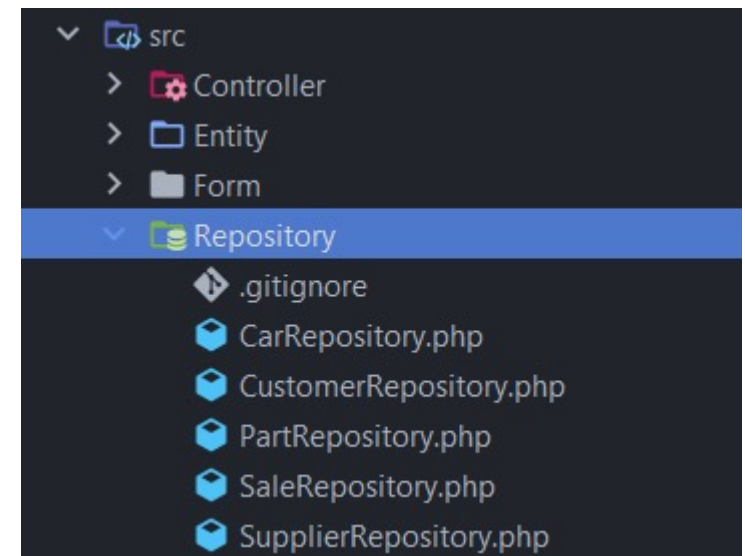 src
Controller
Entity
Form
Repository
.gitignore
CarRepository.php
CustomerRepository.php
PartRepository.php
SaleRepository.php
SupplierRepository.php